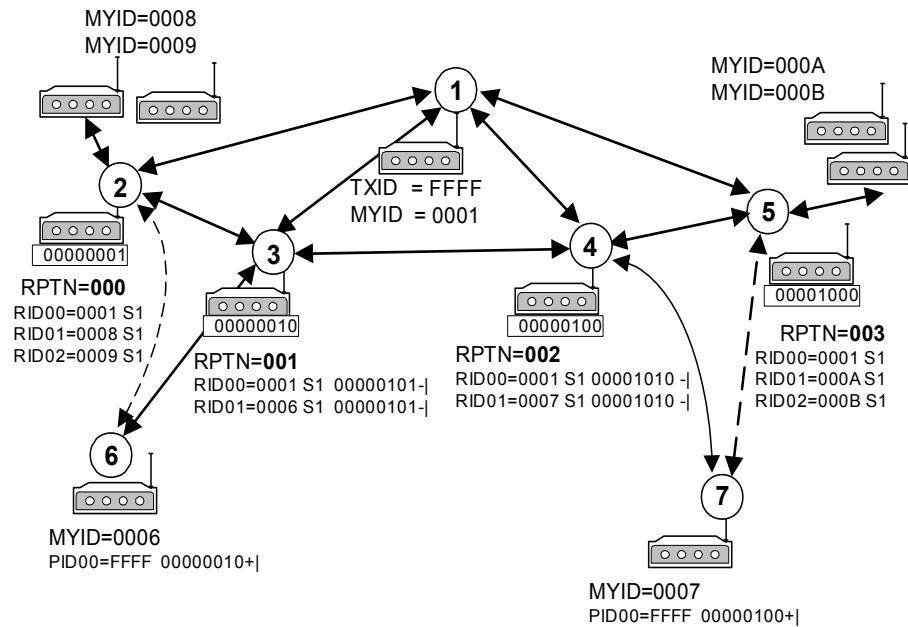 MYID=0008
MYID=0009
MYID=000A
MYID=000B
1
TXID = FFFF
MYID = 0001
2
00000001
RPTN=000
RID00=0001 S1
RID01=0008 S1
RID02=0009 S1
3
00000010
RPTN=001
RID00=0001 S1 00000101-|
RID01=0006 S1 00000101-|
4
00000100
RPTN=002
RID00=0001 S1 00001010 -|
RID01=0007 S1 00001010 -|
5
00001000
RPTN=003
RID00=0001 S1
RID01=000A S1
RID02=000B S1
6
MYID=0006
PID00=FFFF 00000010+|
7
MYID=0007
PID00=FFFF 00000100+|